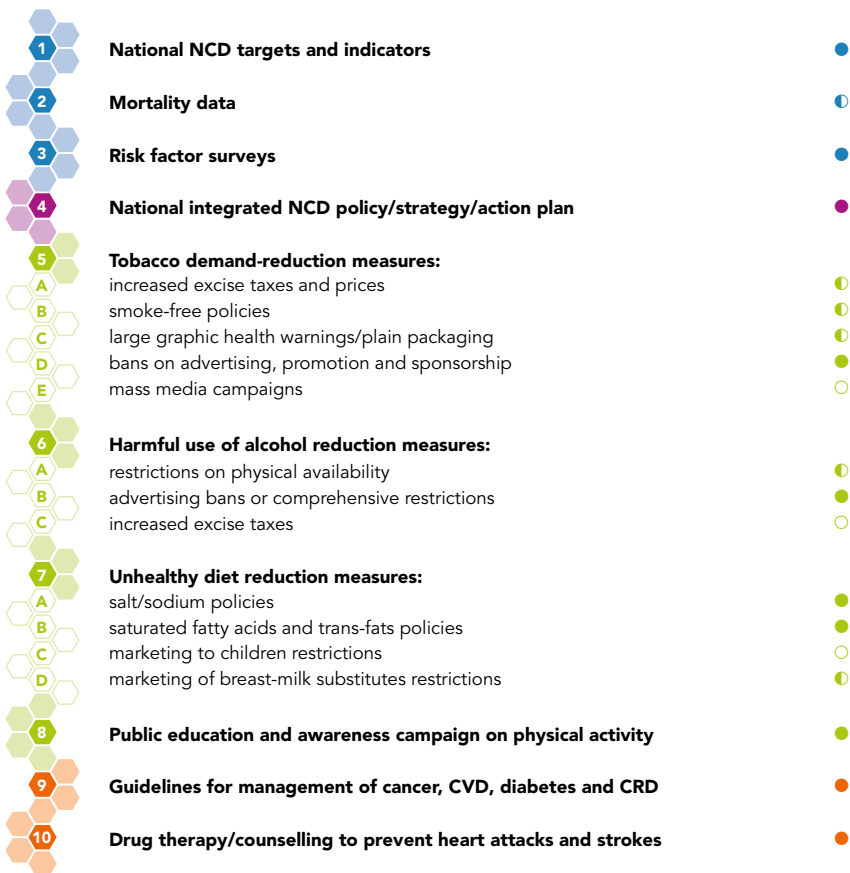 1 National NCD targets and indicators
2 Mortality data
3 Risk factor surveys
4 National integrated NCD policy/strategy/action plan
5 Tobacco demand-reduction measures:
A increased excise taxes and prices
B smoke-free policies
C large graphic health warnings/plain packaging
D bans on advertising, promotion and sponsorship
E mass media campaigns
6 Harmful use of alcohol reduction measures:
A restrictions on physical availability
B advertising bans or comprehensive restrictions
C increased excise taxes
7 Unhealthy diet reduction measures:
A salt/sodium policies
B saturated fatty acids and trans-fats policies
C marketing to children restrictions
D marketing of breast-milk substitutes restrictions
8 Public education and awareness campaign on physical activity
9 Guidelines for management of cancer, CVD, diabetes and CRD
10 Drug therapy/counselling to prevent heart attacks and strokes